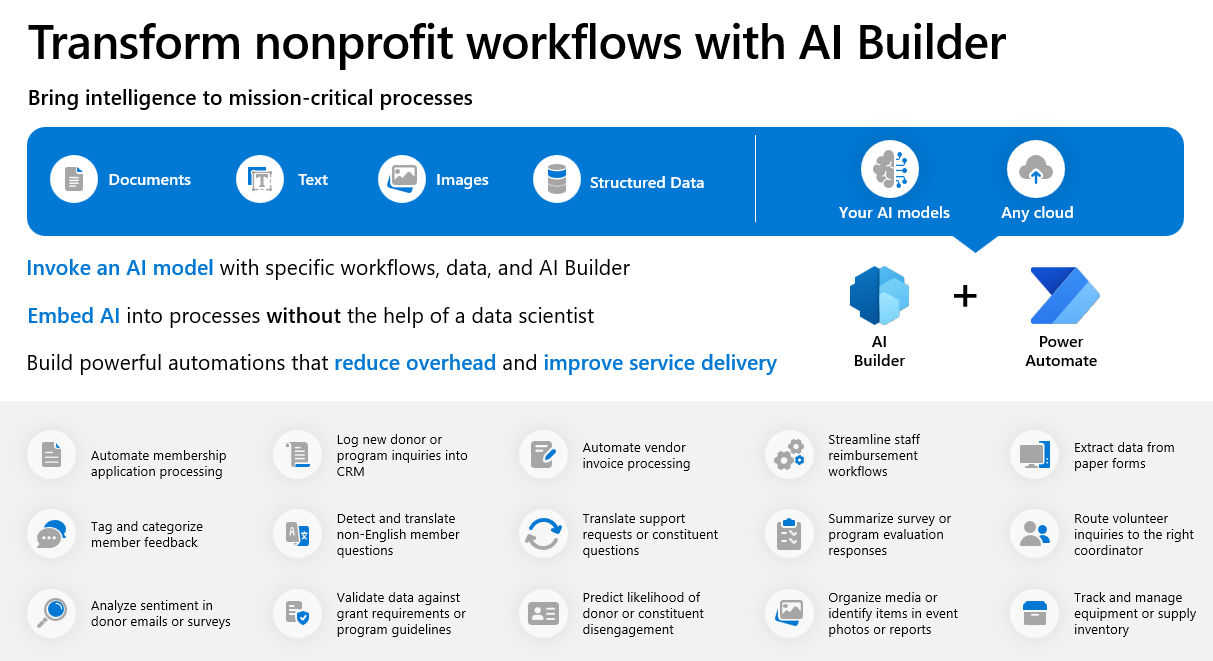 Transform nonprofit workflows with AI Builder
Bring intelligence to mission-critical processes
Documents
Text
Images
Structured Data
Your AI models
Any cloud
Invoke an AI model with specific workflows, data, and AI Builder
Embed AI into processes without the help of a data scientist
Build powerful automations that reduce overhead and improve service delivery
AI
Builder
+
Power
Automate
Automate membership
application processing
Log new donor or
program inquiries into
CRM
Automate vendor
invoice processing
Streamline staff
reimbursement
workflows
Extract data from
paper forms
Tag and categorize
member feedback
Detect and translate
non-English member
questions
Translate support
requests or constituent
questions
Summarize survey or
program evaluation
responses
Route volunteer
inquiries to the right
coordinator
Analyze sentiment in
donor emails or surveys
Validate data against
grant requirements or
program guidelines
Predict likelihood of
donor or constituent
disengagement
Organize media or
identify items in event
photos or reports
Track and manage
equipment or supply
inventory